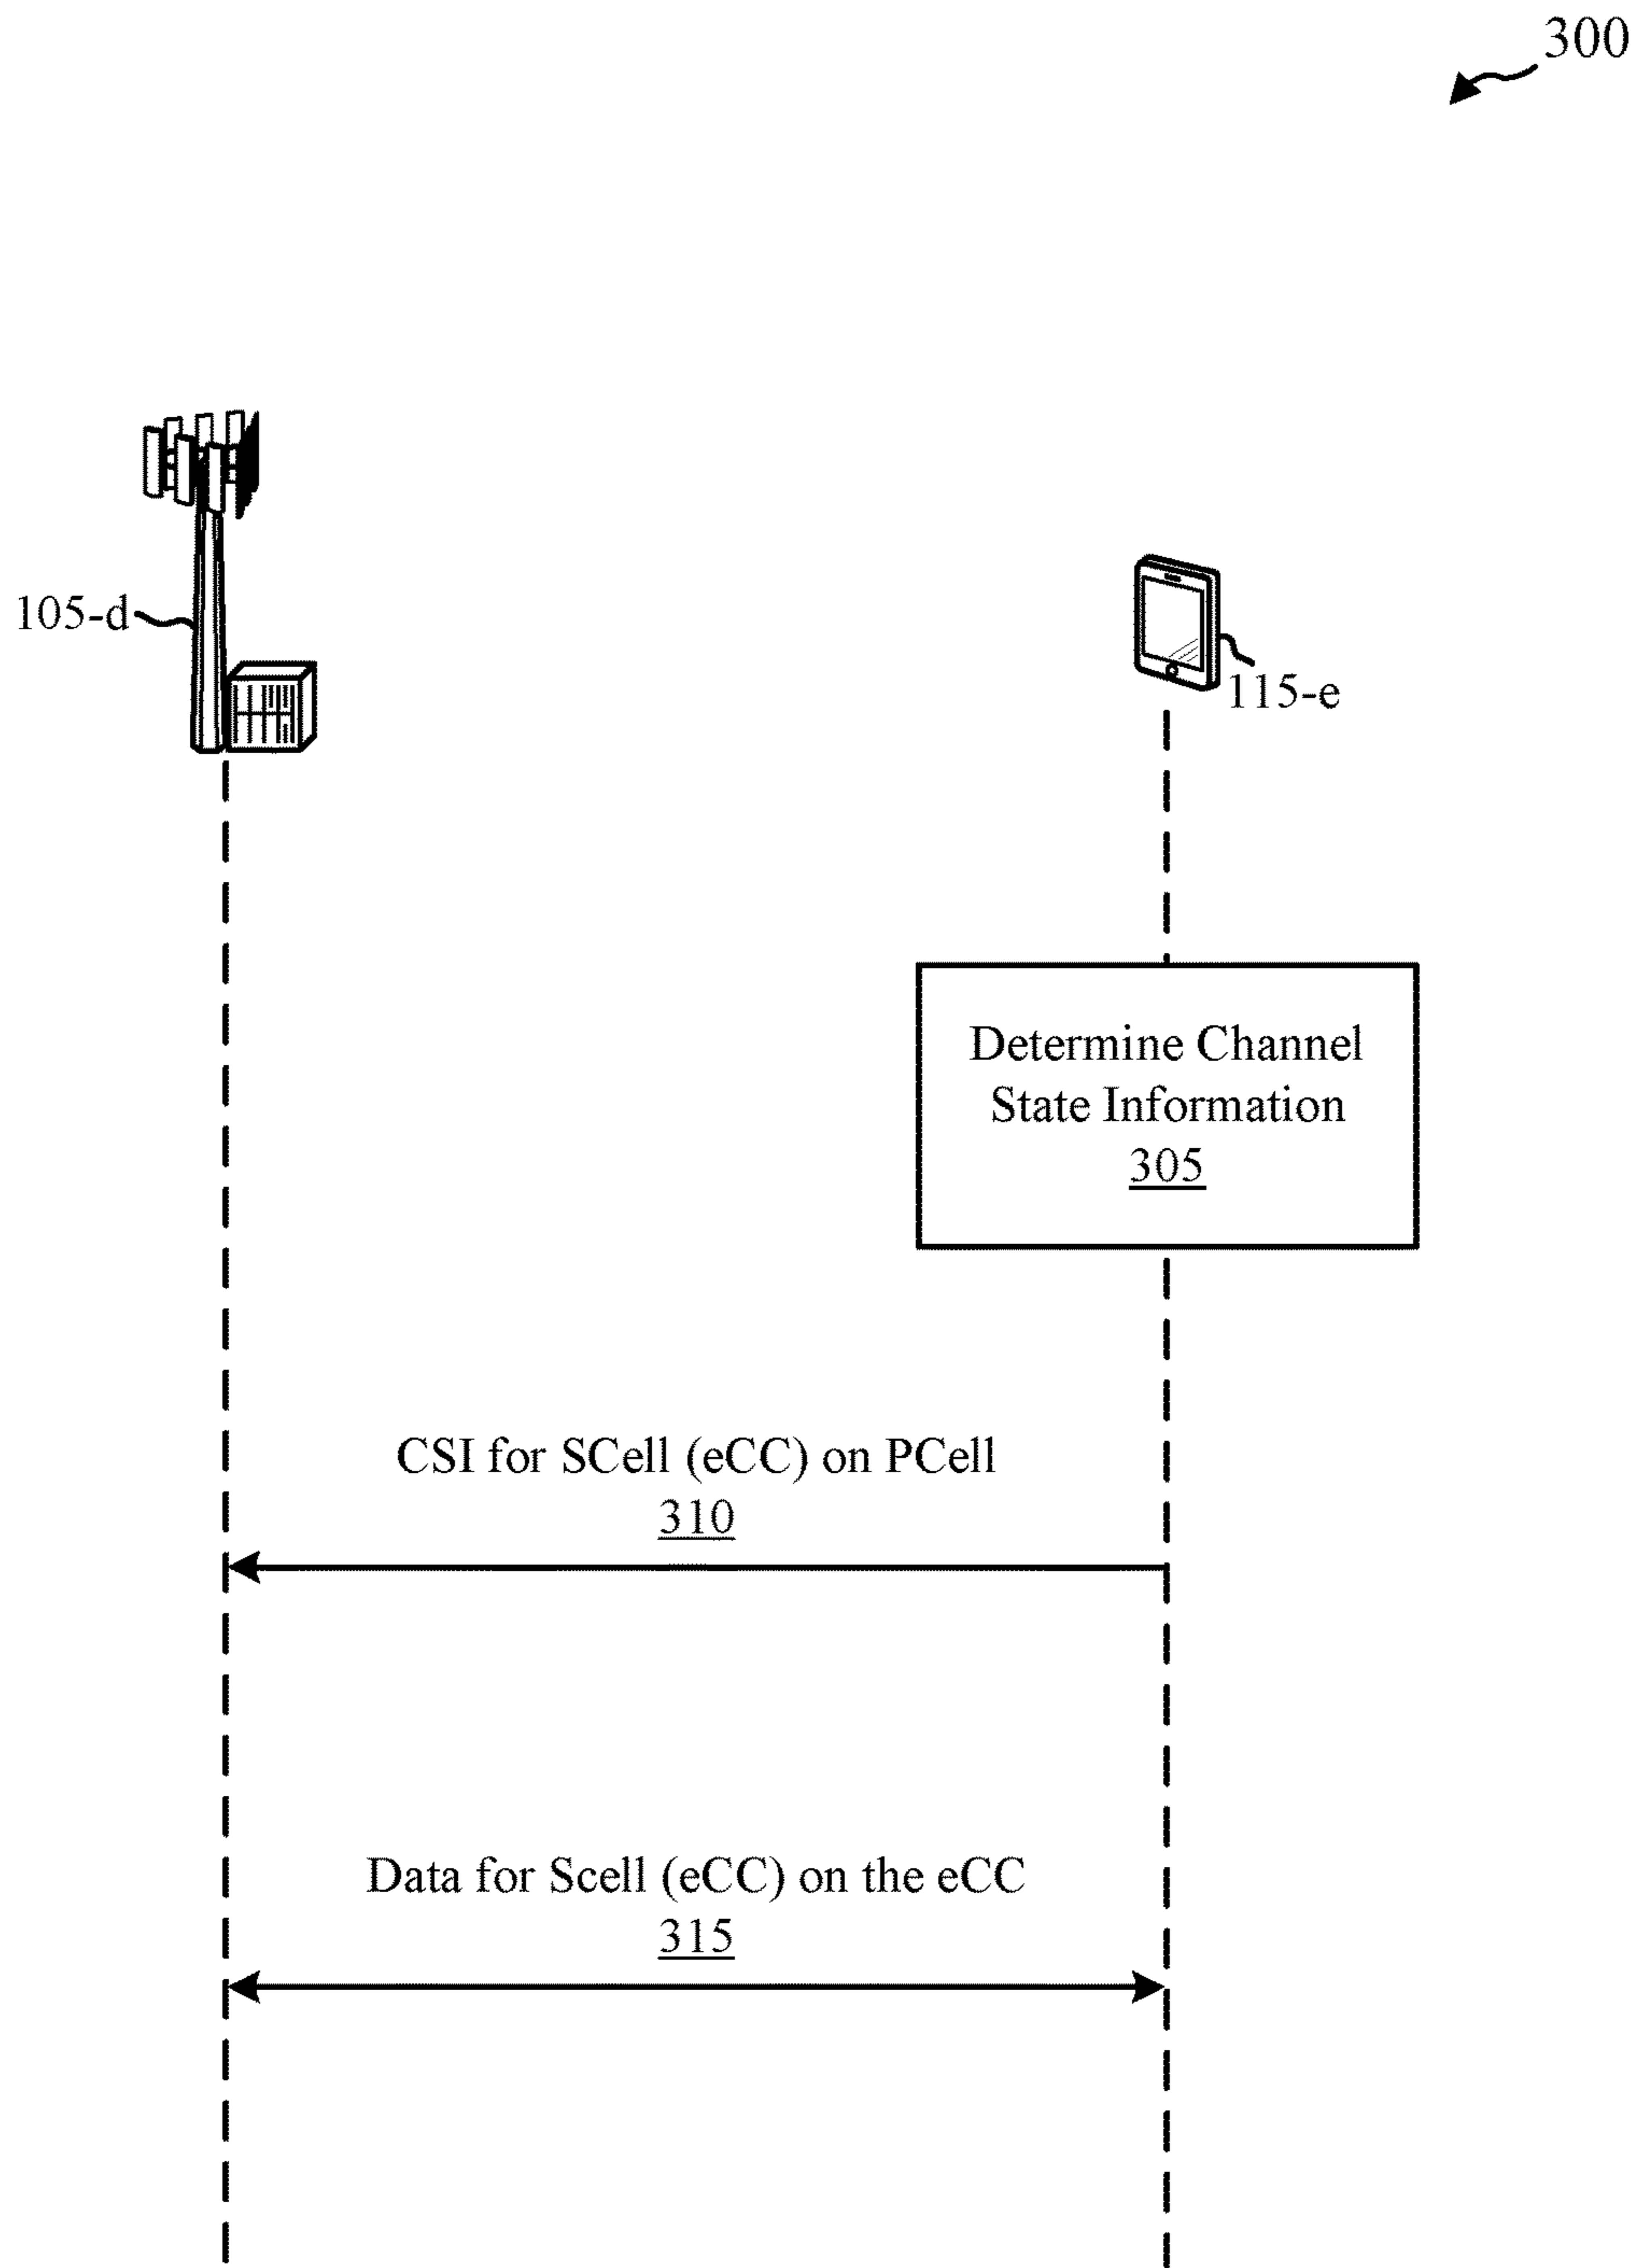 300
105-d
115-e
Determine Channel
State Information
305
CSI for SCell (eCC) on PCell
310
Data for Scell (eCC) on the eCC
315